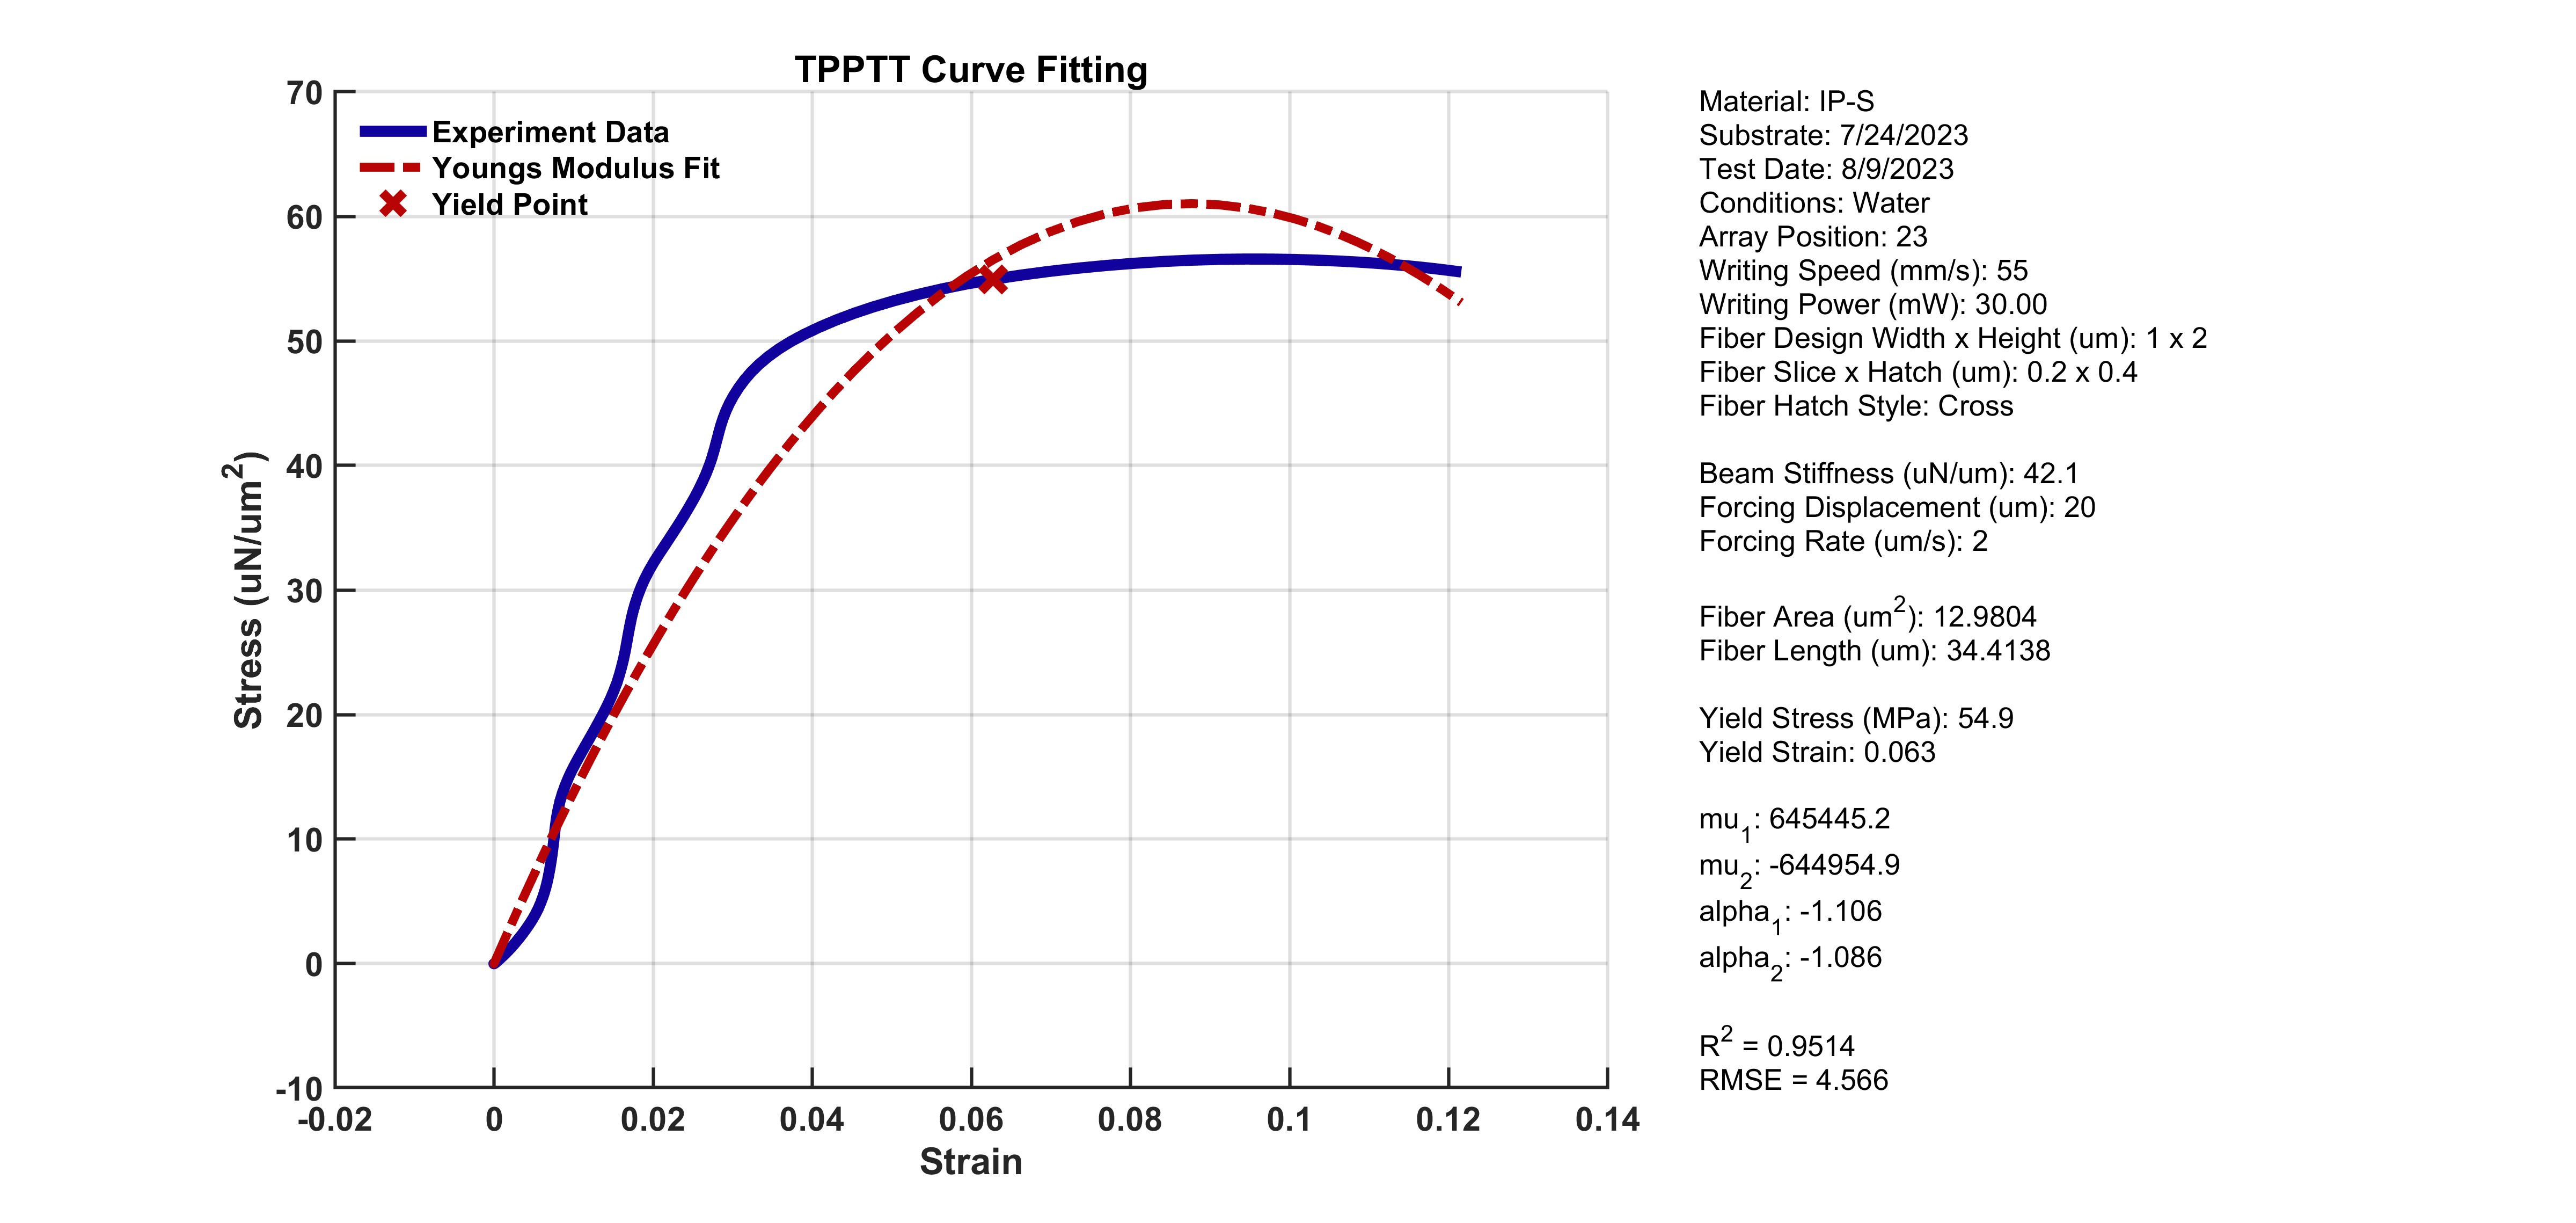 TPPTT Curve Fitting
Experiment Data
Youngs Modulus Fit
Yield Point
70
60
50
40
30
20
10
0
-10
Stress (uN/um²)
-0.02 0 0.02 0.04 0.06 0.08 0.1 0.12 0.14
Strain
Material: IP-S
Substrate: 7/24/2023
Test Date: 8/9/2023
Conditions: Water
Array Position: 23
Writing Speed (mm/s): 55
Writing Power (mW): 30.00
Fiber Design Width x Height (um): 1 x 2
Fiber Slice x Hatch (um): 0.2 x 0.4
Fiber Hatch Style: Cross
Beam Stiffness (uN/um): 42.1
Forcing Displacement (um): 20
Forcing Rate (um/s): 2
Fiber Area (um²): 12.9804
Fiber Length (um): 34.4138
Yield Stress (MPa): 54.9
Yield Strain: 0.063
mu₁: 645445.2
mu₂: -644954.9
alpha₁: -1.106
alpha₂: -1.086
R² = 0.9514
RMSE = 4.566